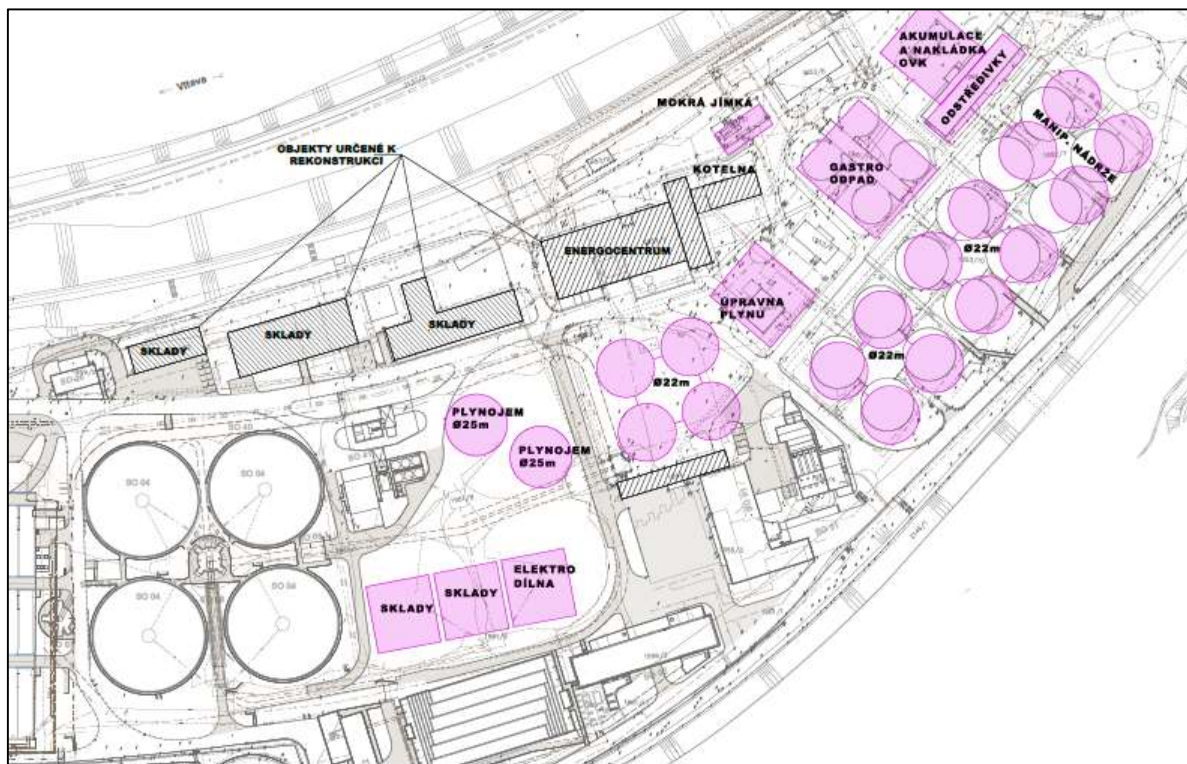 AKUMULACE
A NAKLÁDKA
OVK
ODSTŘEDIVKY
Vltava
MOKRÁ JÍMKA
MANIP. NÁDRŽE
OBJEKTY URČENÉ K
REKONSTRUKCI
GASTRO
ODPAD
KOTELNA
ENERGOCENTRUM
Ø22m
ÚPRAVNA
PLYNU
SKLADY
SKLADY
SKLADY
Ø22m
Ø22m
PLYNOJEM
Ø25m
PLYNOJEM
Ø25m
SO 04
SO 04
ELEKTRO
DÍLNA
SKLADY
SKLADY
SO 04
SO 04